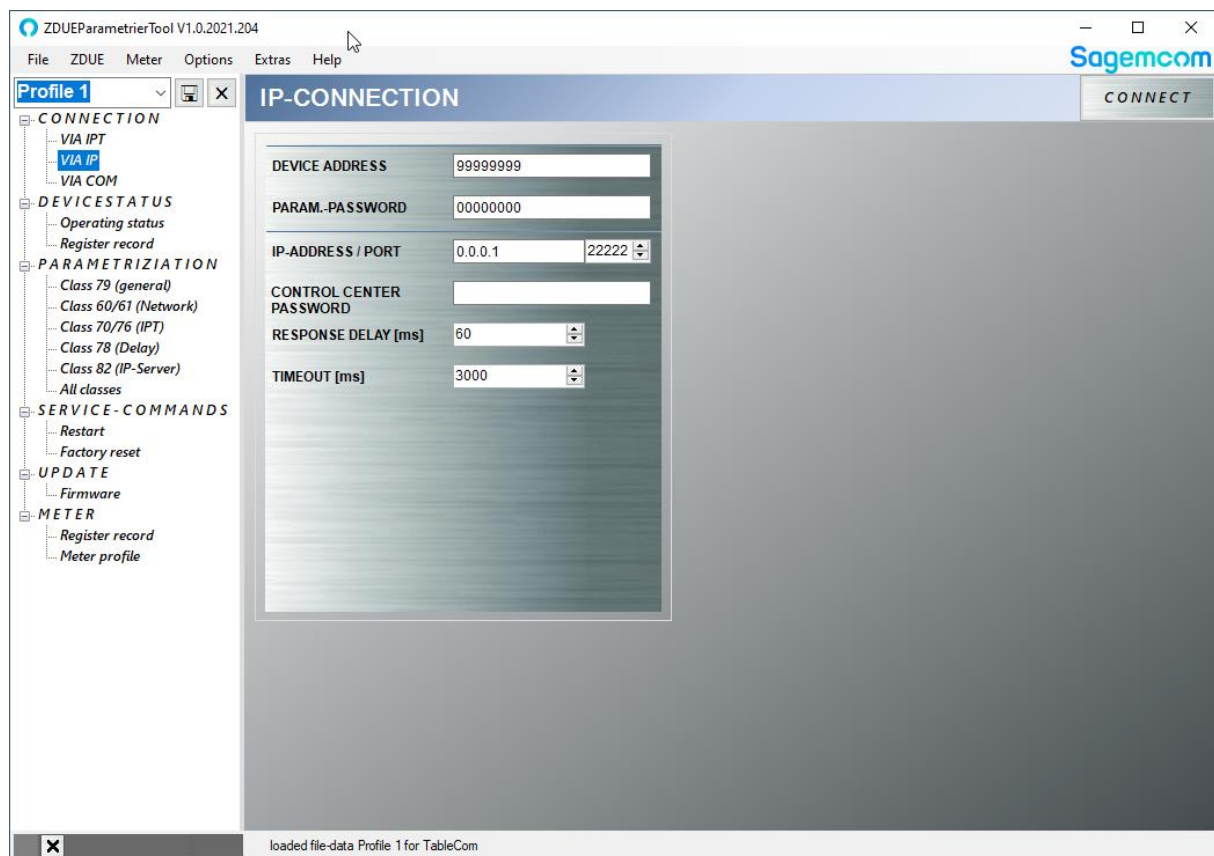 ZDUEParametrierTool V1.0.2021.204
File ZDUE Meter Options Extras Help
Sagemcom
Profile 1
IP-CONNECTION
CONNECT
CONNECTION
VIA IPT
VIA IP
VIA COM
DEVICESTATUS
Operating status
Register record
PARAMETRIZIATION
Class 79 (general)
Class 60/61 (Network)
Class 70/76 (IPT)
Class 78 (Delay)
Class 82 (IP-Server)
All classes
SERVICE-COMMANDS
Restart
Factory reset
UPDATE
Firmware
METER
Register record
Meter profile
DEVICE ADDRESS 99999999
PARAM.-PASSWORD 00000000
IP-ADDRESS / PORT 0.0.0.1 22222
CONTROL CENTER
PASSWORD
RESPONSE DELAY [ms] 60
TIMEOUT [ms] 3000
loaded file-data Profile 1 for TableCom